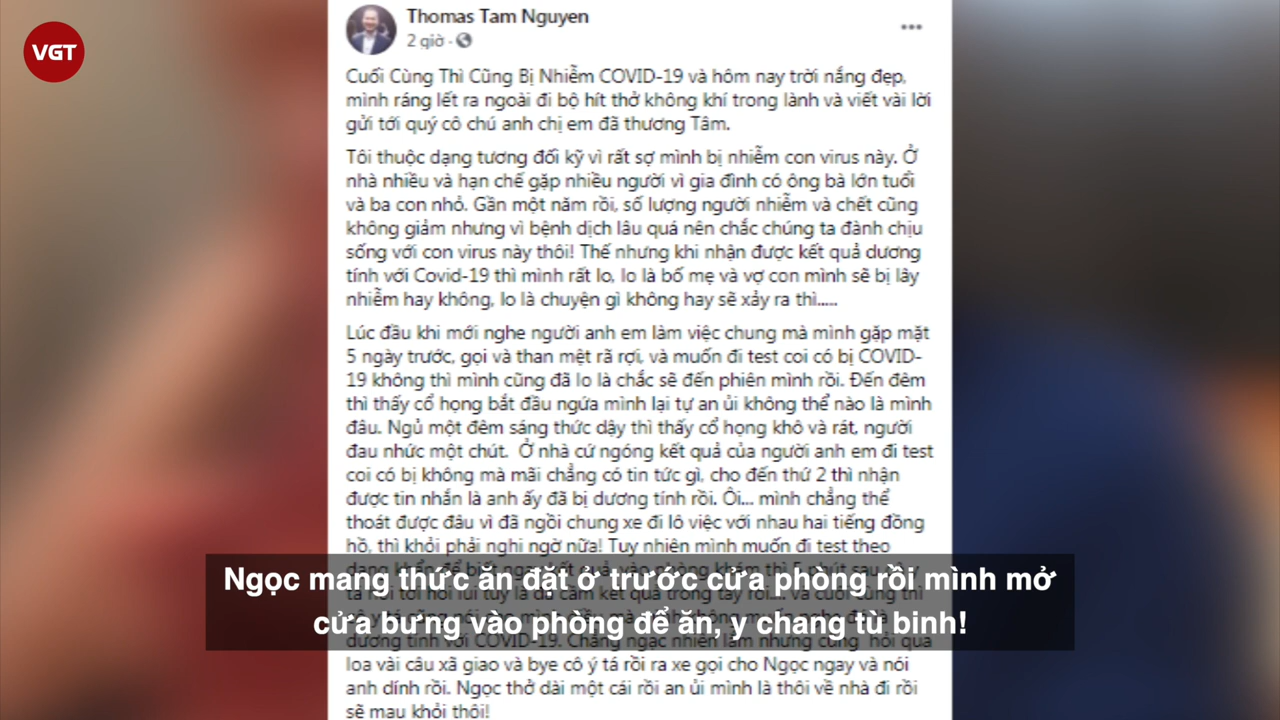 VGT
Thomas Tam Nguyen
2 giờ
Cuối Cùng Thì Cũng Bị Nhiễm COVID-19 và hôm nay trời nắng đẹp,
mình ráng lết ra ngoài đi bộ hít thở không khí trong lành và viết vài lời
gửi tới quý cô chú anh chị em đã thương Tâm.
Tôi thuộc dạng tương đối kỹ vì rất sợ mình bị nhiễm con virus này. Ở
nhà nhiều và hạn chế gặp nhiều người vì gia đình có ông bà lớn tuổi
và ba con nhỏ. Gần một năm rồi, số lượng người nhiễm và chết cũng
không giảm nhưng vì bệnh dịch lâu quá nên chắc chúng ta đành chịu
sống với con virus này thôi! Thế nhưng khi nhận được kết quả dương
tính với Covid-19 thì mình rất lo, lo là bố mẹ và vợ con mình sẽ bị lây
nhiễm hay không, lo là chuyện gì không hay sẽ xảy ra thì.....
Lúc đầu khi mới nghe người anh em làm việc chung mà mình gặp mặt
5 ngày trước, gọi và than mệt rã rợi, và muốn đi test coi có bị COVID-
19 không thì mình cũng đã lo là chắc sẽ đến phiên mình rồi. Đến đêm
thì thấy cổ họng bắt đầu ngứa mình lại tự an ủi không thể nào là mình
đâu. Ngủ một đêm sáng thức dậy thì thấy cổ họng khô và rát, người
đau nhức một chút. Ở nhà cứ ngóng kết quả của người anh em đi test
coi có bị không mà mãi chẳng có tin tức gì, cho đến thứ 2 thì nhận
được tin nhắn là anh ấy đã bị dương tính rồi. Ôi... mình chẳng thể
thoát được đâu vì đã ngồi chung xe đi lô việc với nhau hai tiếng đồng
hồ, thì khỏi phải nghi ngờ nữa! Tuy nhiên mình muốn đi test theo
Ngọc mang thức ăn đặt ở trước cửa phòng rồi mình mở
cửa bưng vào phòng để ăn, y chang tù binh!
dương tính với COVID-19. Chẳng ngạc nhiên lắm nhưng cũng hỏi qua
loa vài câu xã giao và bye cô ý tá rồi ra xe gọi cho Ngọc ngay và nói
anh dính rồi. Ngọc thở dài một cái rồi an ủi mình là thôi về nhà đi rồi
sẽ mau khỏi thôi!